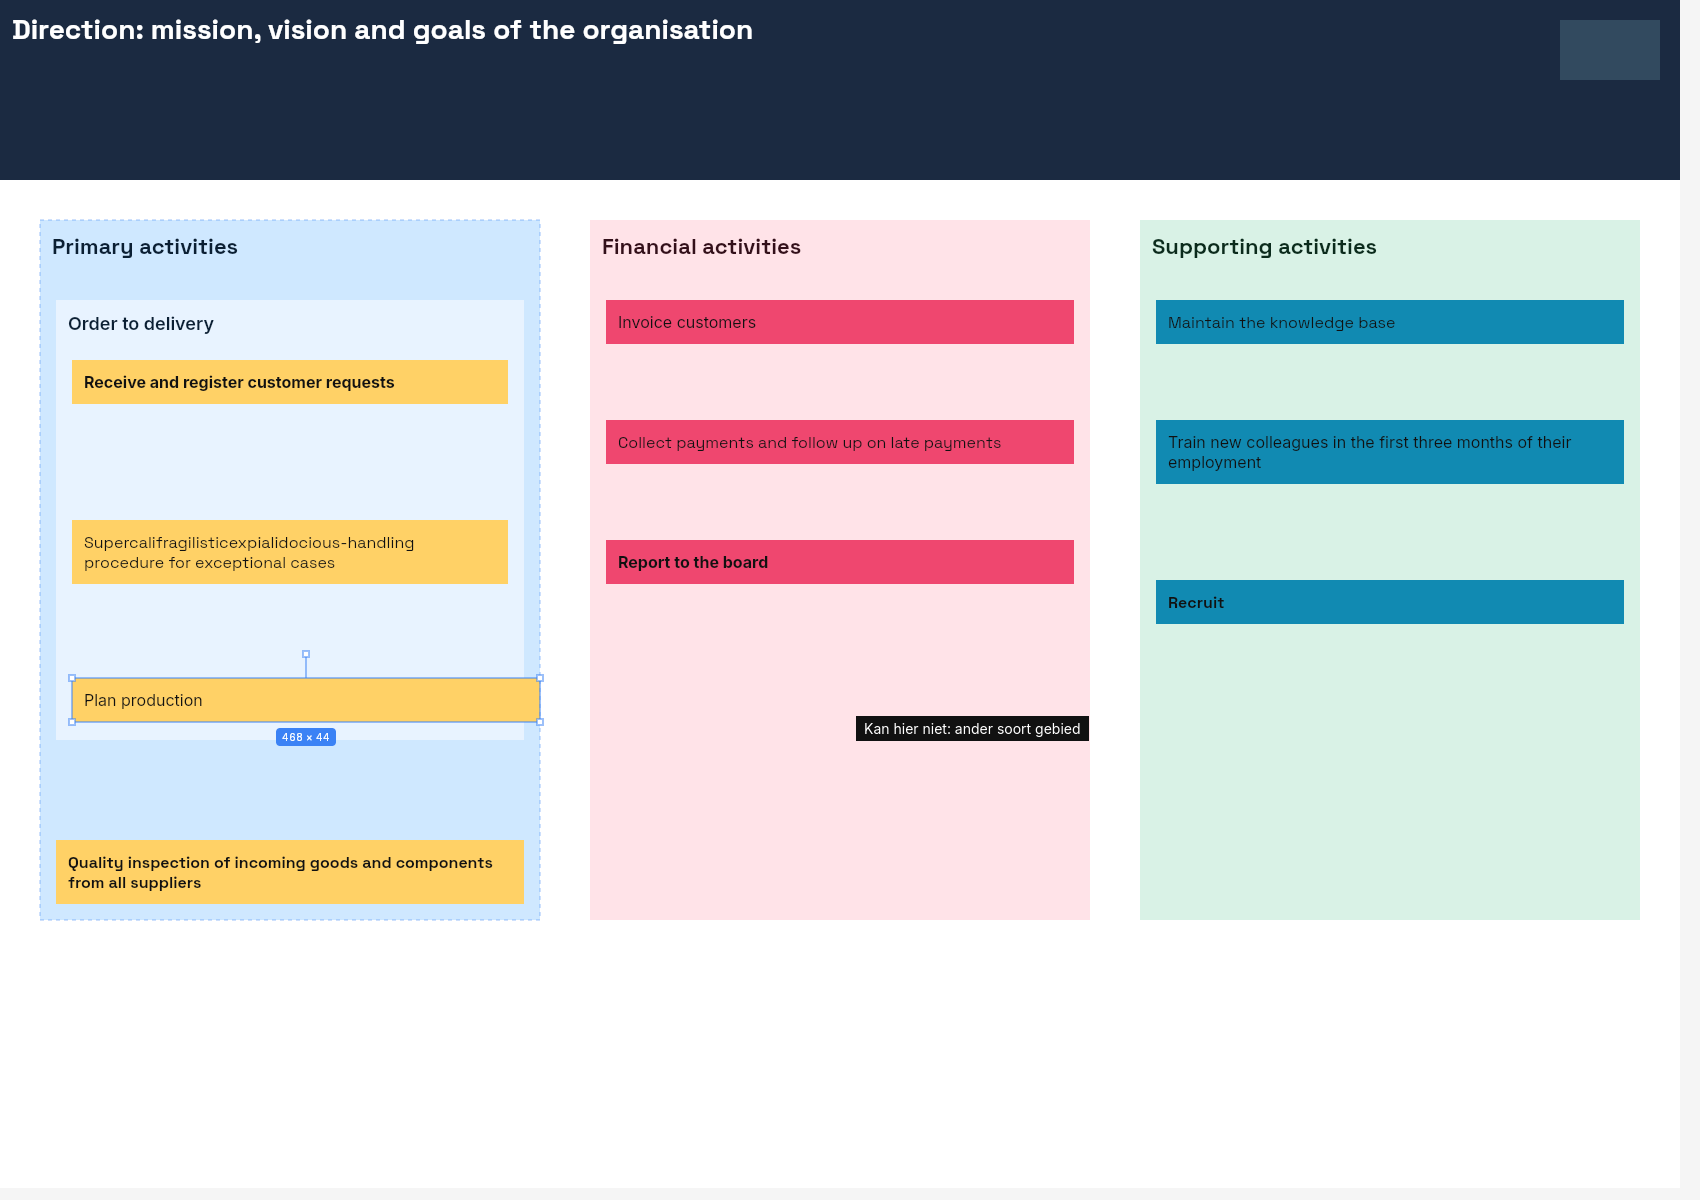 Direction: mission, vision and goals of the organisation
Primary activities
Order to delivery
Receive and register customer requests
Supercalifragilisticexpialidocious-handling
procedure for exceptional cases
Plan production
468 × 44
Quality inspection of incoming goods and components
from all suppliers
Financial activities
Invoice customers
Collect payments and follow up on late payments
Report to the board
Kan hier niet: ander soort gebied
Supporting activities
Maintain the knowledge base
Train new colleagues in the first three months of their
employment
Recruit